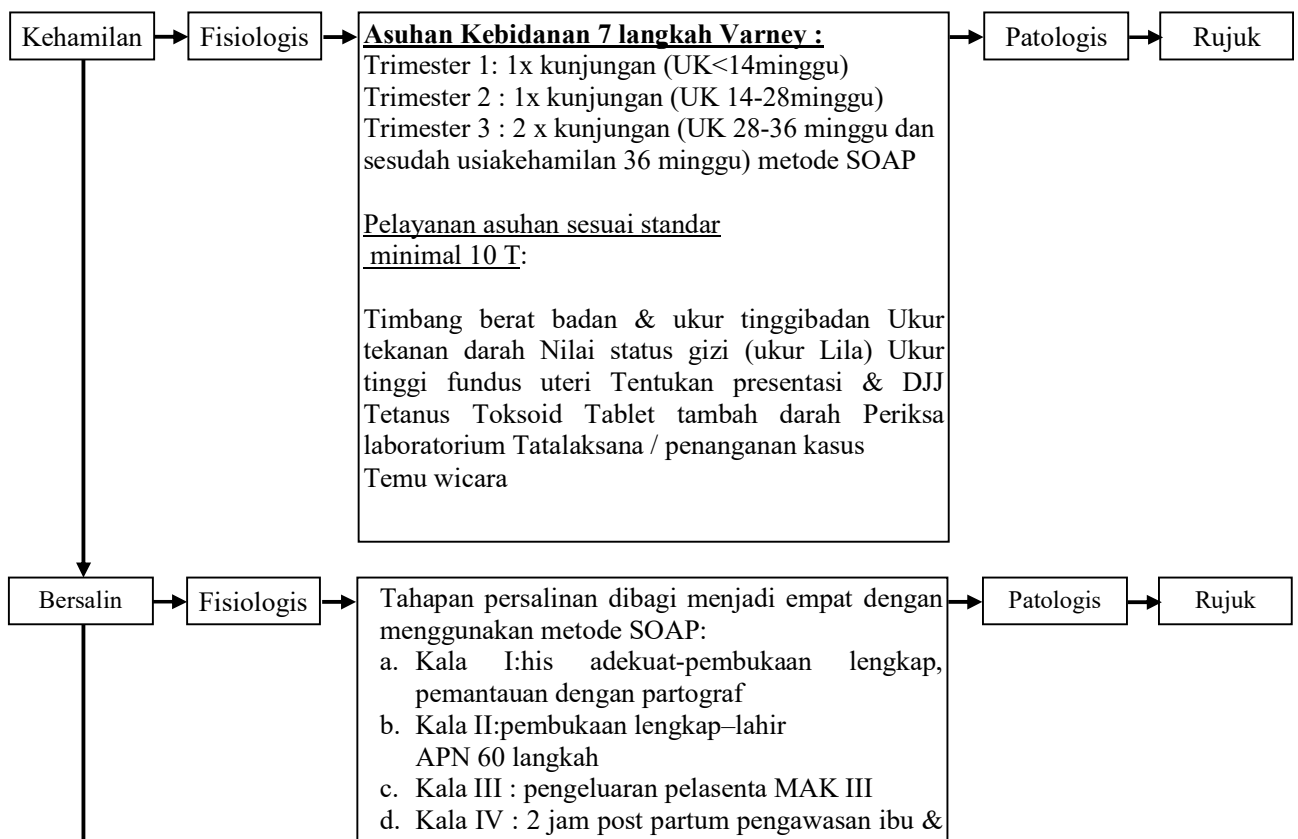 Kehamilan
Fisiologis
Asuhan Kebidanan 7 langkah Varney :
Trimester 1: 1x kunjungan (UK<14minggu)
Trimester 2 : 1x kunjungan (UK 14-28minggu)
Trimester 3 : 2 x kunjungan (UK 28-36 minggu dan
sesudah usiakehamilan 36 minggu) metode SOAP
Pelayanan asuhan sesuai standar
minimal 10 T:
Timbang berat badan & ukur tinggibadan Ukur
tekanan darah Nilai status gizi (ukur Lila) Ukur
tinggi fundus uteri Tentukan presentasi & DJJ
Tetanus Toksoid Tablet tambah darah Periksa
laboratorium Tatalaksana / penanganan kasus
Temu wicara
Patologis
Rujuk
Bersalin
Fisiologis
Tahapan persalinan dibagi menjadi empat dengan
menggunakan metode SOAP:
a. Kala I:his adekuat-pembukaan lengkap,
pemantauan dengan partograf
b. Kala II:pembukaan lengkap–lahir
APN 60 langkah
c. Kala III : pengeluaran pelasenta MAK III
d. Kala IV : 2 jam post partum pengawasan ibu &
Patologis
Rujuk